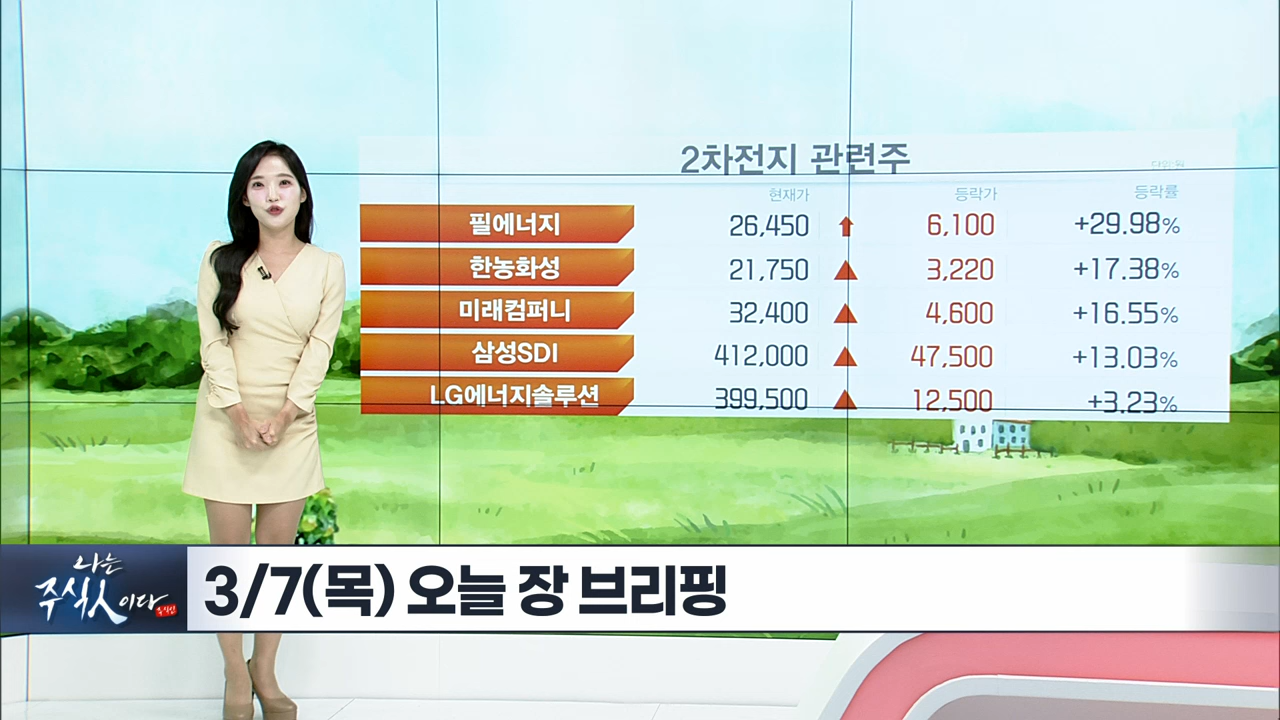 2차전지 관련주
단위:원
현재가 등락가 등락률
필에너지 26,450 6,100 +29.98%
한농화성 21,750 3,220 +17.38%
미래컴퍼니 32,400 4,600 +16.55%
삼성SDI 412,000 47,500 +13.03%
LG에너지솔루션 399,500 12,500 +3.23%
나는
주식人이다
3/7(목) 오늘 장 브리핑